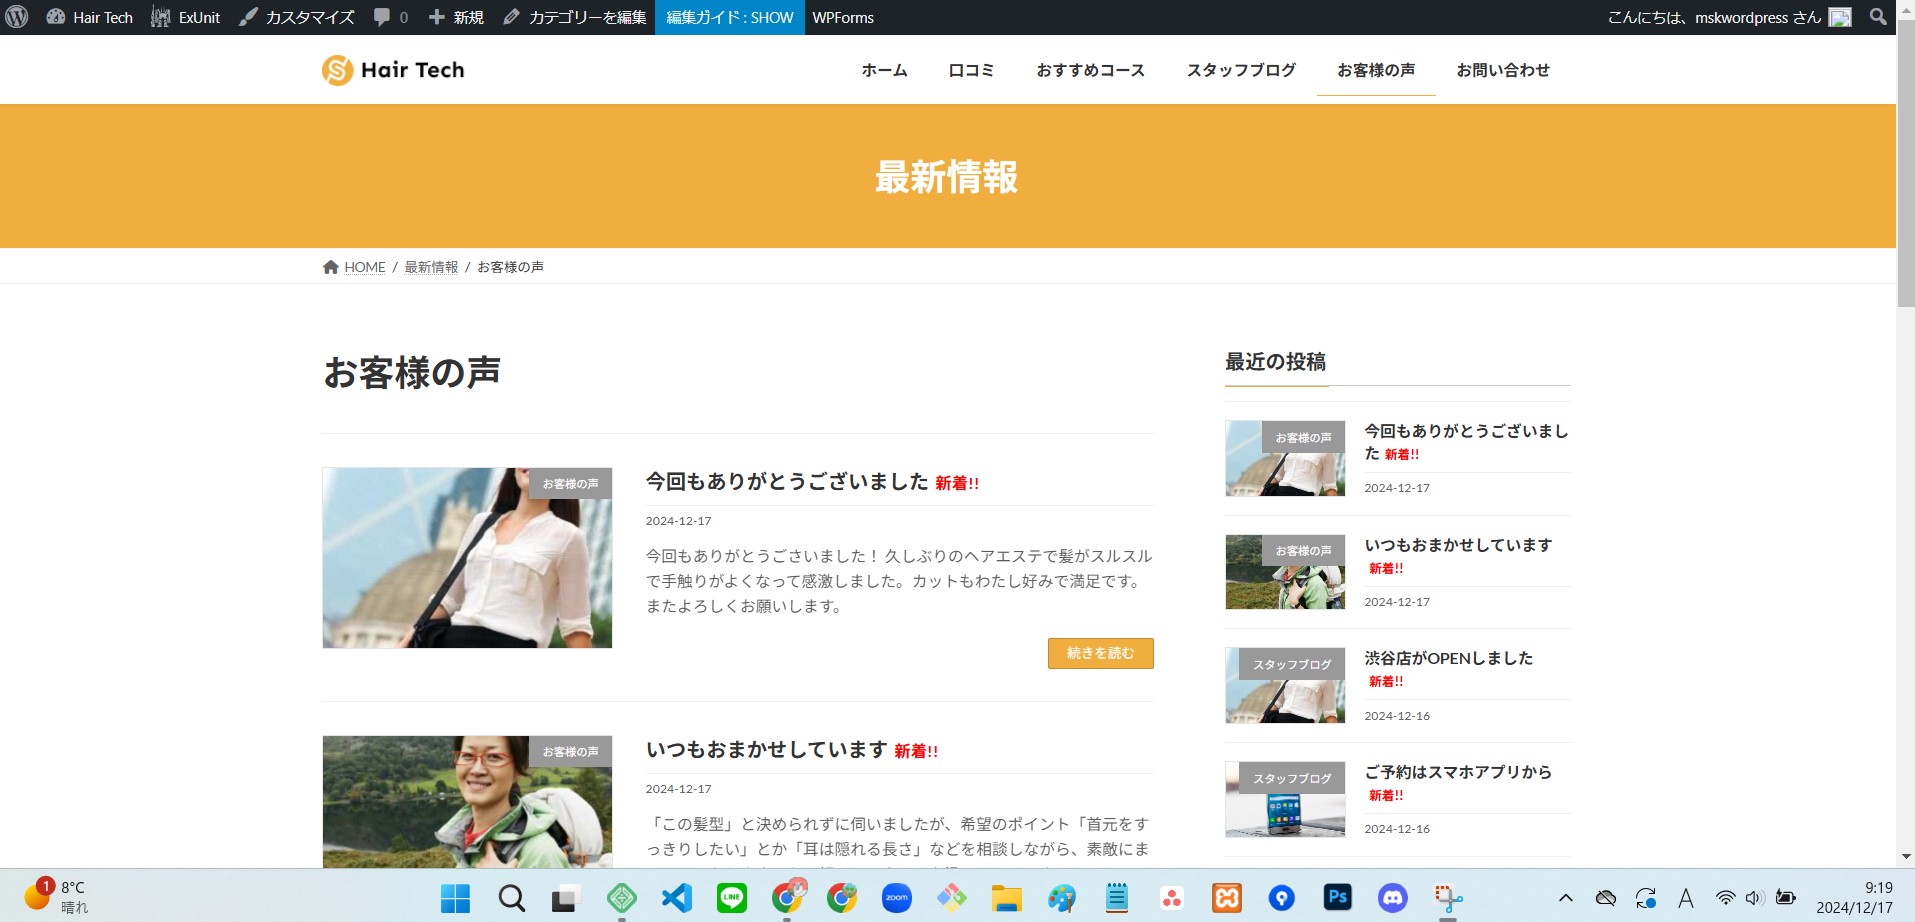 Hair Tech ExUnit カスタマイズ 0 新規 カテゴリーを編集 編集ガイド : SHOW WPForms こんにちは、mskwordpress さん
Hair Tech ホーム 口コミ おすすめコース スタッフブログ お客様の声 お問い合わせ
最新情報
HOME / 最新情報 / お客様の声
お客様の声
お客様の声
今回もありがとうございました 新着!!
2024-12-17
今回もありがとうごさいました！ 久しぶりのヘアエステで髪がスルスル
で手触りがよくなって感激しました。カットもわたし好みで満足です。
またよろしくお願いします。
続きを読む
お客様の声
いつもおまかせしています 新着!!
2024-12-17
「この髪型」と決められずに伺いましたが、希望のポイント「首元をす
っきりしたい」とか「耳は隠れる長さ」などを相談しながら、素敵にま
最近の投稿
お客様の声
今回もありがとうございまし
た 新着!!
2024-12-17
お客様の声
いつもおまかせしています
新着!!
2024-12-17
スタッフブログ
渋谷店がOPENしました
新着!!
2024-12-16
スタッフブログ
ご予約はスマホアプリから
新着!!
2024-12-16
1 8°C
晴れ
LINE
zoom
Ps
A
9:19
2024/12/17